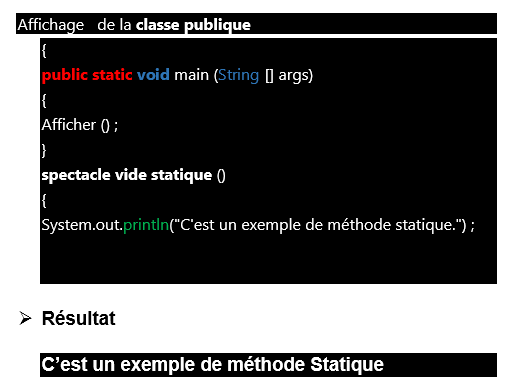 Affichage de la classe publique
{
public static void main (String [] args)
{
Afficher () ;
}
spectacle vide statique ()
{
System.out.println("C'est un exemple de méthode statique.") ;
➢ Résultat
C’est un exemple de méthode Statique